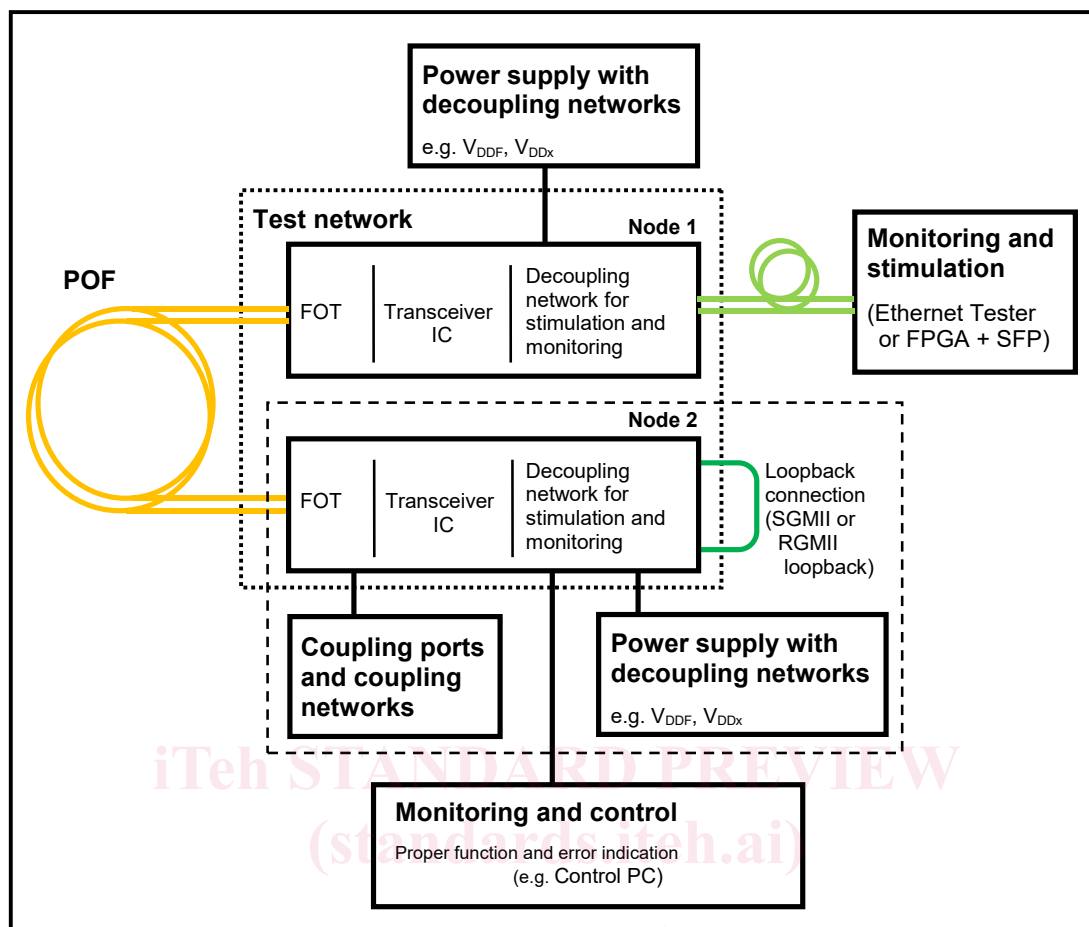 Power supply with
decoupling networks
e.g. VDDF, VDDx
Test network
Node 1
POF
FOT
Transceiver
IC
Decoupling
network for
stimulation and
monitoring
Monitoring and
stimulation
(Ethernet Tester
or FPGA + SFP)
Node 2
FOT
Transceiver
IC
Decoupling
network for
stimulation and
monitoring
Loopback
connection
(SGMII or
RGMII
loopback)
Coupling ports
and coupling
networks
Power supply with
decoupling networks
e.g. VDDF, VDDx
iTeh STANDARD PREVIEW
(standards.iteh.ai)
Monitoring and control
Proper function and error indication
(e.g. Control PC)